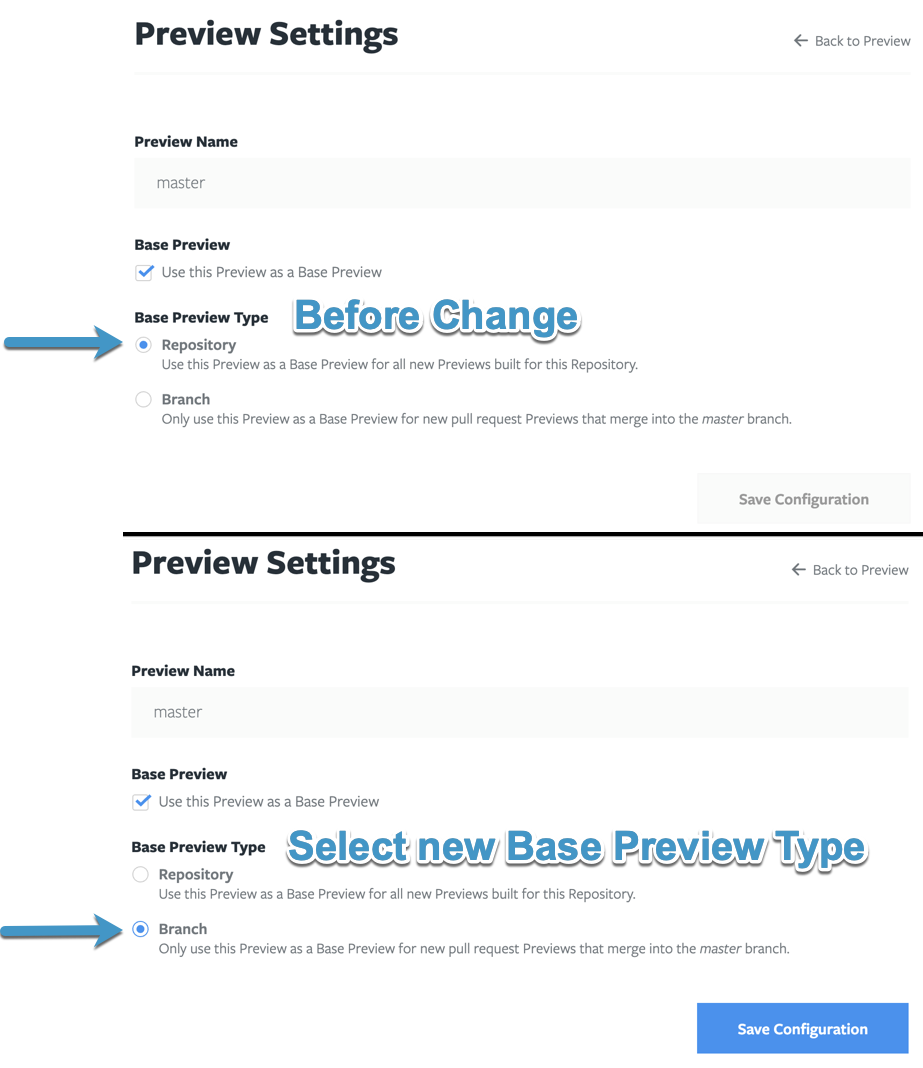 Preview Settings
← Back to Preview
Preview Name
master
Base Preview
Use this Preview as a Base Preview
Base Preview Type
Before Change
Repository
Use this Preview as a Base Preview for all new Previews built for this Repository.
Branch
Only use this Preview as a Base Preview for new pull request Previews that merge into the master branch.
Save Configuration
Preview Settings
← Back to Preview
Preview Name
master
Base Preview
Use this Preview as a Base Preview
Base Preview Type
Select new Base Preview Type
Repository
Use this Preview as a Base Preview for all new Previews built for this Repository.
Branch
Only use this Preview as a Base Preview for new pull request Previews that merge into the master branch.
Save Configuration